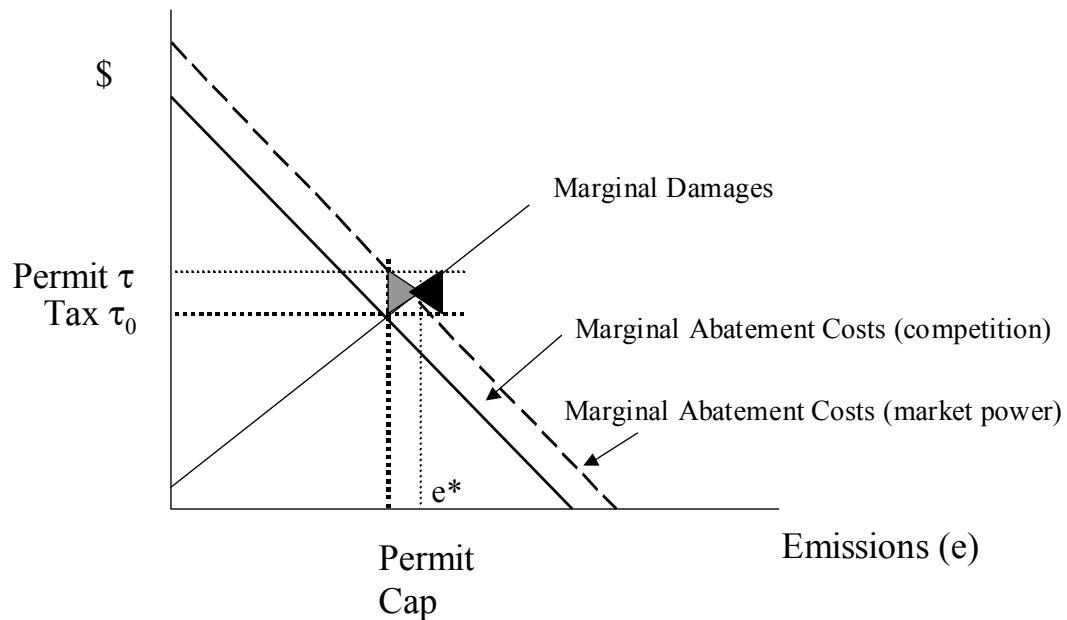 $
Marginal Damages
Permit τ
Tax τ₀
Marginal Abatement Costs (competition)
Marginal Abatement Costs (market power)
e*
Emissions (e)
Permit
Cap